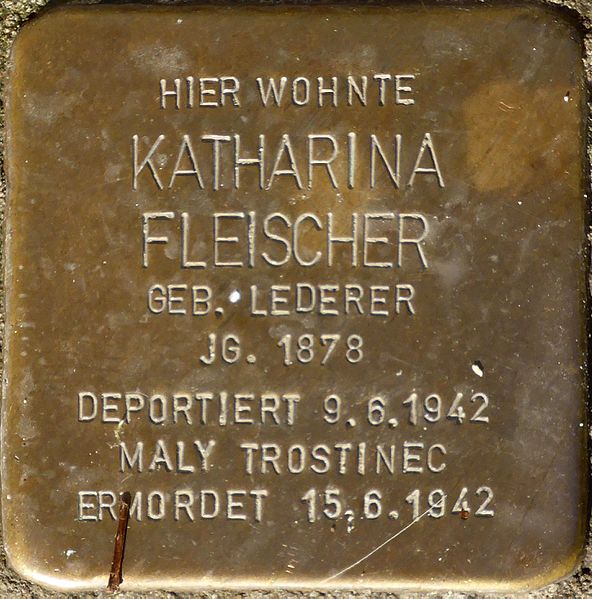 HIER WOHNTE
KATHARINA
FLEISCHER
GEB. LEDERER
JG. 1878
DEPORTIERT 9.6.1942
MALY TROSTINEC
ERMORDET 15.6.1942